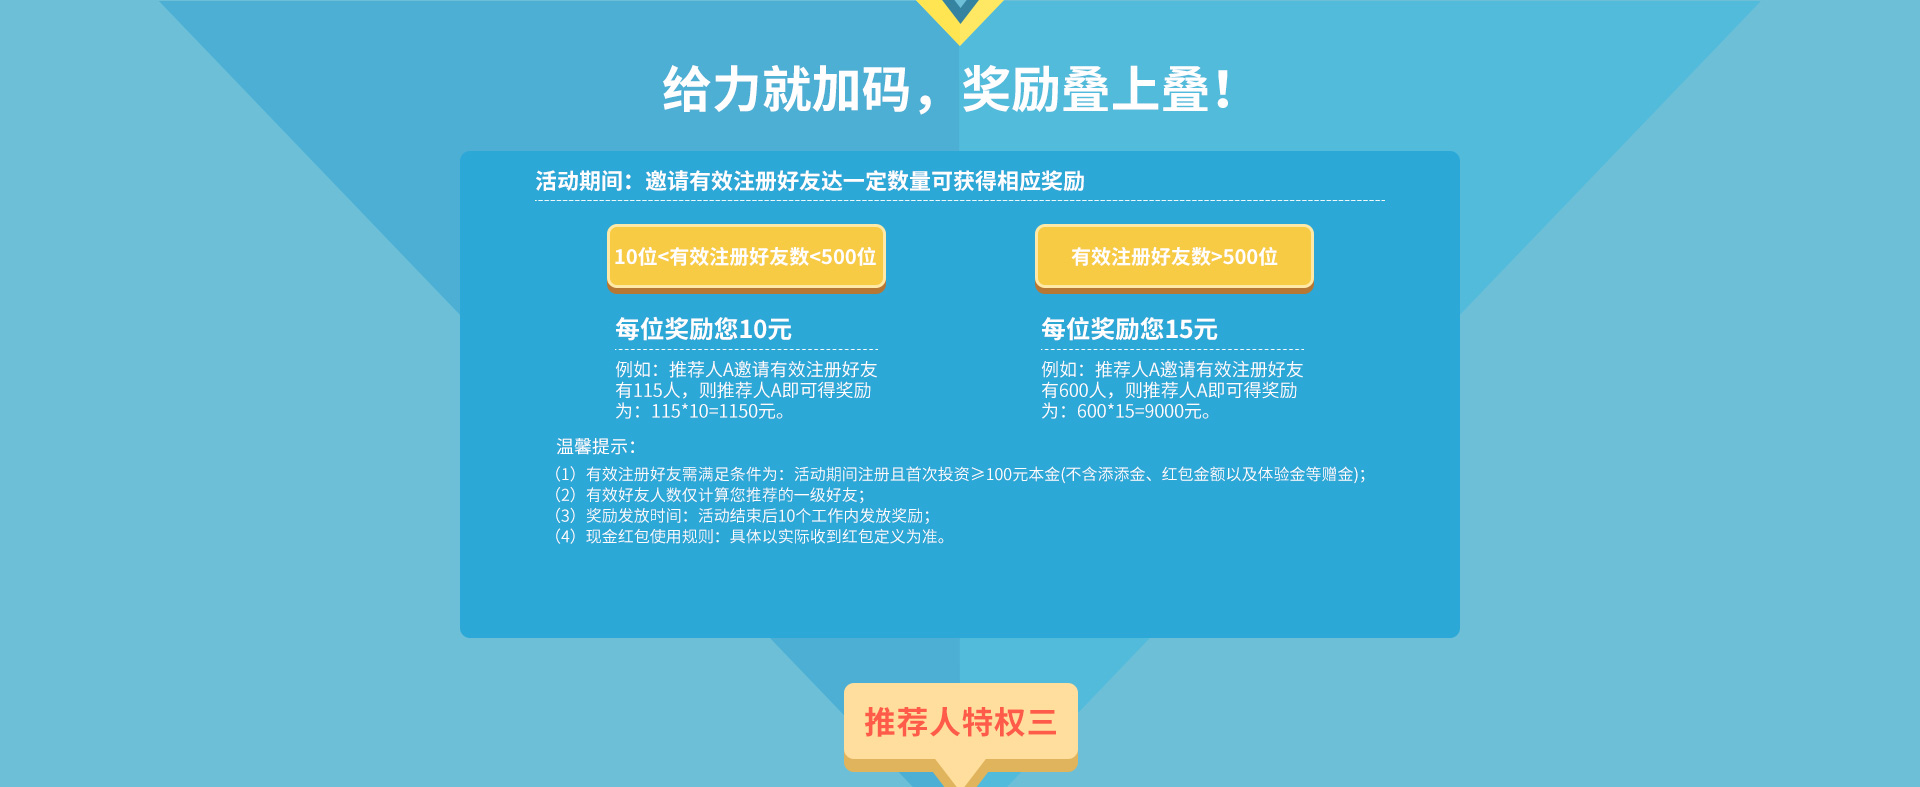 给力就加码，奖励叠上叠！
活动期间：邀请有效注册好友达一定数量可获得相应奖励
10位<有效注册好友数<500位
有效注册好友数>500位
每位奖励您10元
例如：推荐人A邀请有效注册好友
有115人，则推荐人A即可得奖励
为：115*10=1150元。
每位奖励您15元
例如：推荐人A邀请有效注册好友
有600人，则推荐人A即可得奖励
为：600*15=9000元。
温馨提示：
（1）有效注册好友需满足条件为：活动期间注册且首次投资≥100元本金(不含添添金、红包金额以及体验金等赠金)；
（2）有效好友人数仅计算您推荐的一级好友；
（3）奖励发放时间：活动结束后10个工作内发放奖励；
（4）现金红包使用规则：具体以实际收到红包定义为准。
推荐人特权三